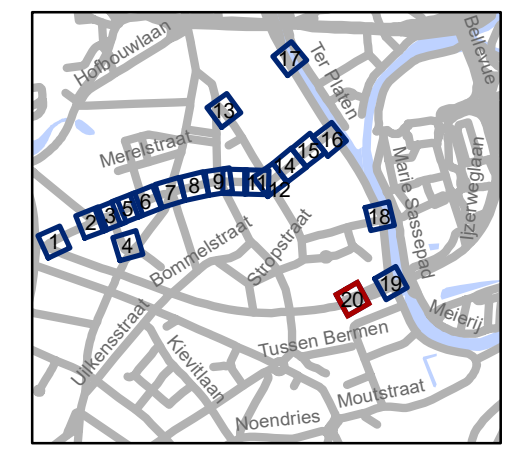 Hofbouwlaan
Bellevue
17
Ter Platen
13
Merelstraat
16
15
14
Marie Sassepad
Ijzerweglaan
11
12
9
8
7
6
5
3
2
1
4
18
Bommelstraat
Stropstraat
19
20
Meierij
Uilkensstraat
Tussen Bermen
Kievitlaan
Moutstraat
Noendries